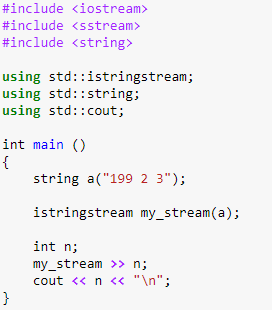 #include <iostream>
#include <sstream>
#include <string>

using std::istringstream;
using std::string;
using std::cout;

int main ()
{
    string a("199 2 3");

    istringstream my_stream(a);

    int n;
    my_stream >> n;
    cout << n << "\n";
}